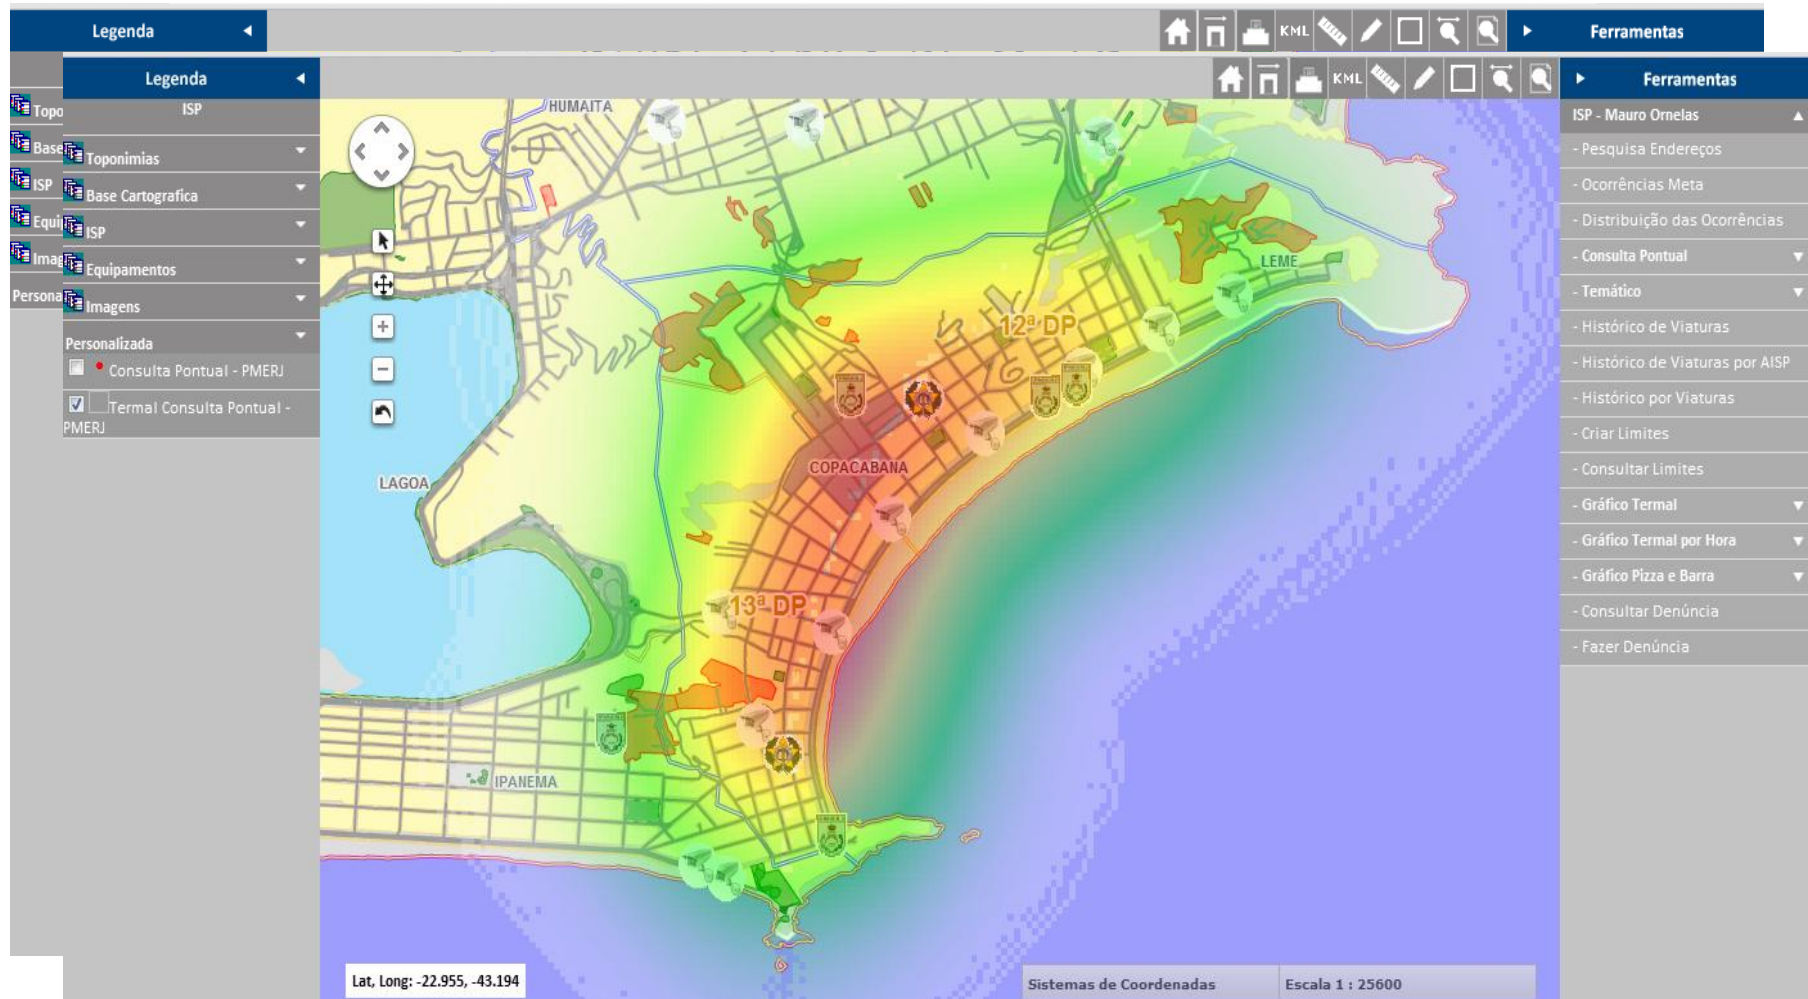 Legenda
KML
Ferramentas
Legenda
KML
Ferramentas
Topo
Base
ISP
Equi
Imag
Persona
ISP
Toponimias
Base Cartografica
ISP
Equipamentos
Imagens
Personalizada
Consulta Pontual - PMERJ
Termal Consulta Pontual -
PMERJ
HUMAITA
LEME
12ª DP
COPACABANA
LAGOA
13ª DP
IPANEMA
Lat, Long: -22.955, -43.194
Sistemas de Coordenadas
Escala 1 : 25600
ISP - Mauro Ornelas
- Pesquisa Endereços
- Ocorrências Meta
- Distribuição das Ocorrências
- Consulta Pontual
- Temático
- Histórico de Viaturas
- Histórico de Viaturas por AISP
- Histórico por Viaturas
- Criar Limites
- Consultar Limites
- Gráfico Termal
- Gráfico Termal por Hora
- Gráfico Pizza e Barra
- Consultar Denúncia
- Fazer Denúncia